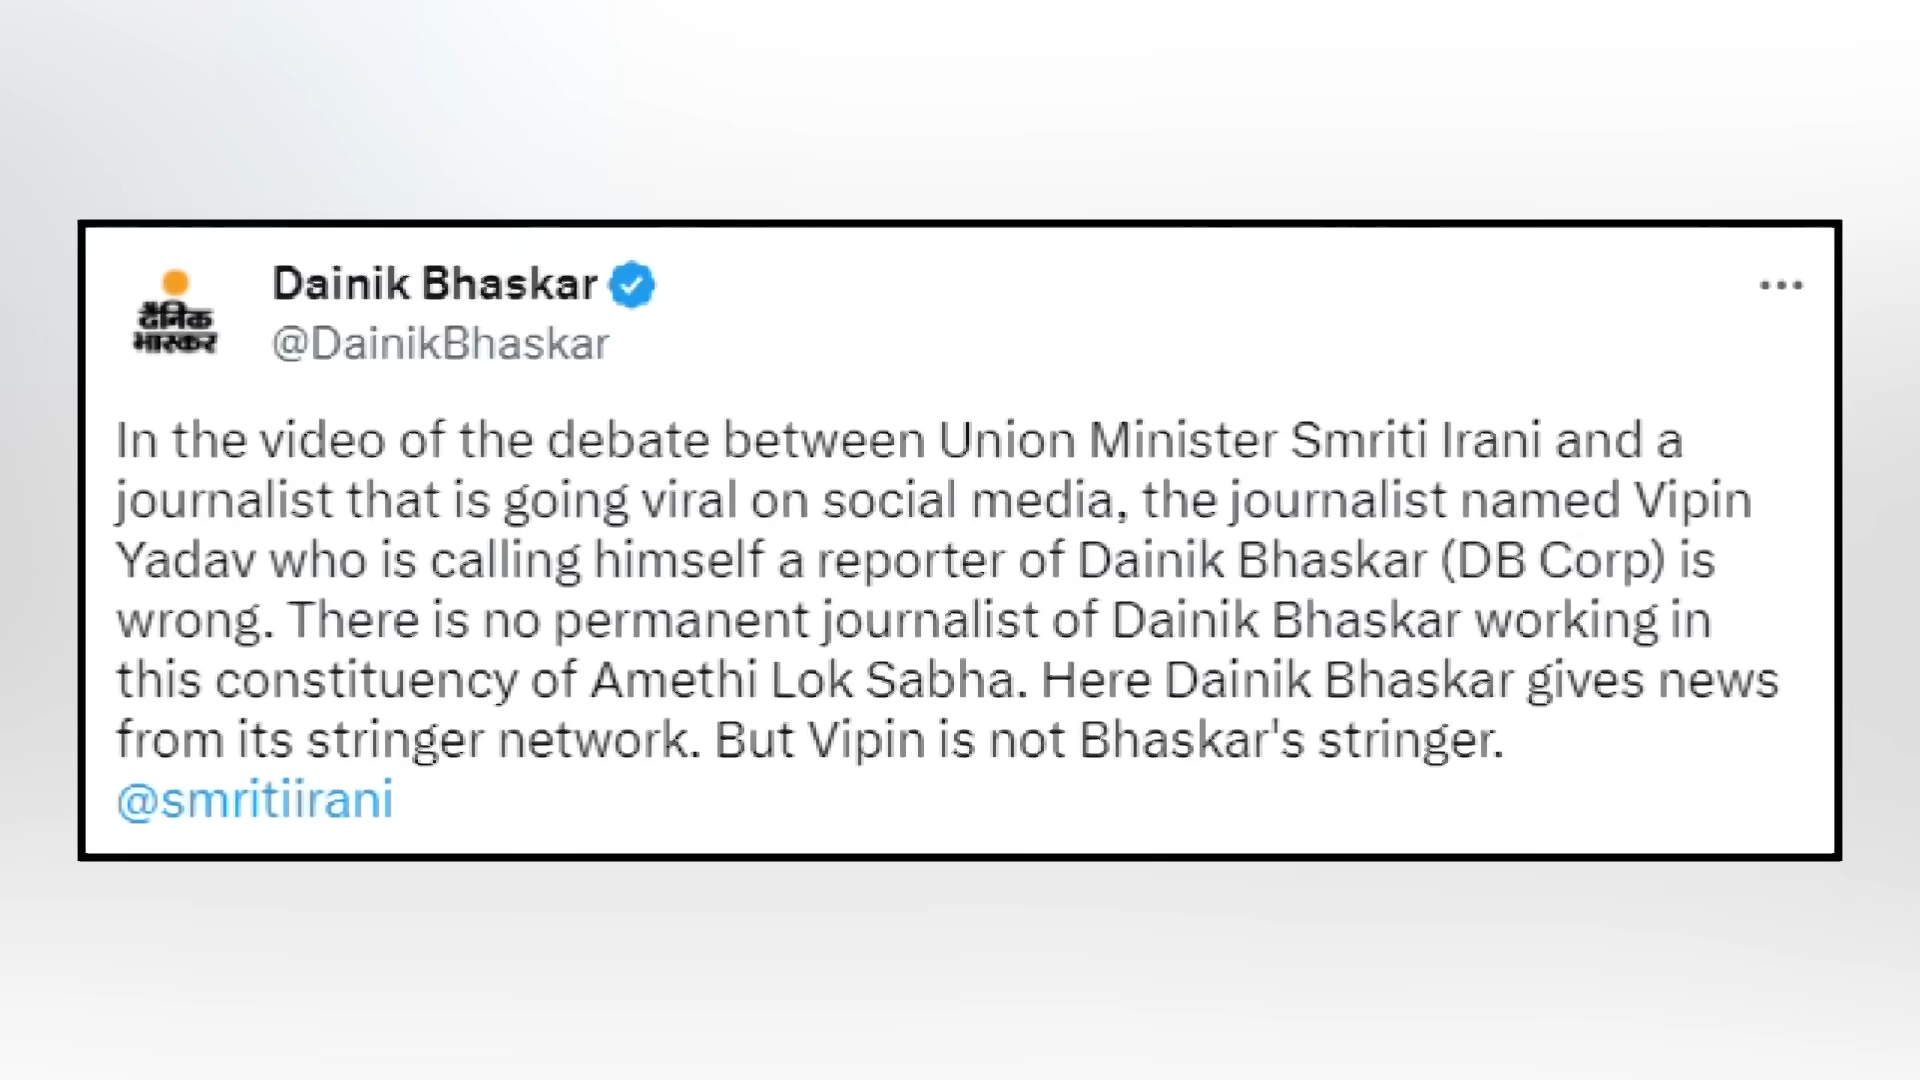 दैनिक
भास्कर
Dainik Bhaskar
@DainikBhaskar
In the video of the debate between Union Minister Smriti Irani and a
journalist that is going viral on social media, the journalist named Vipin
Yadav who is calling himself a reporter of Dainik Bhaskar (DB Corp) is
wrong. There is no permanent journalist of Dainik Bhaskar working in
this constituency of Amethi Lok Sabha. Here Dainik Bhaskar gives news
from its stringer network. But Vipin is not Bhaskar's stringer.
@smritiirani